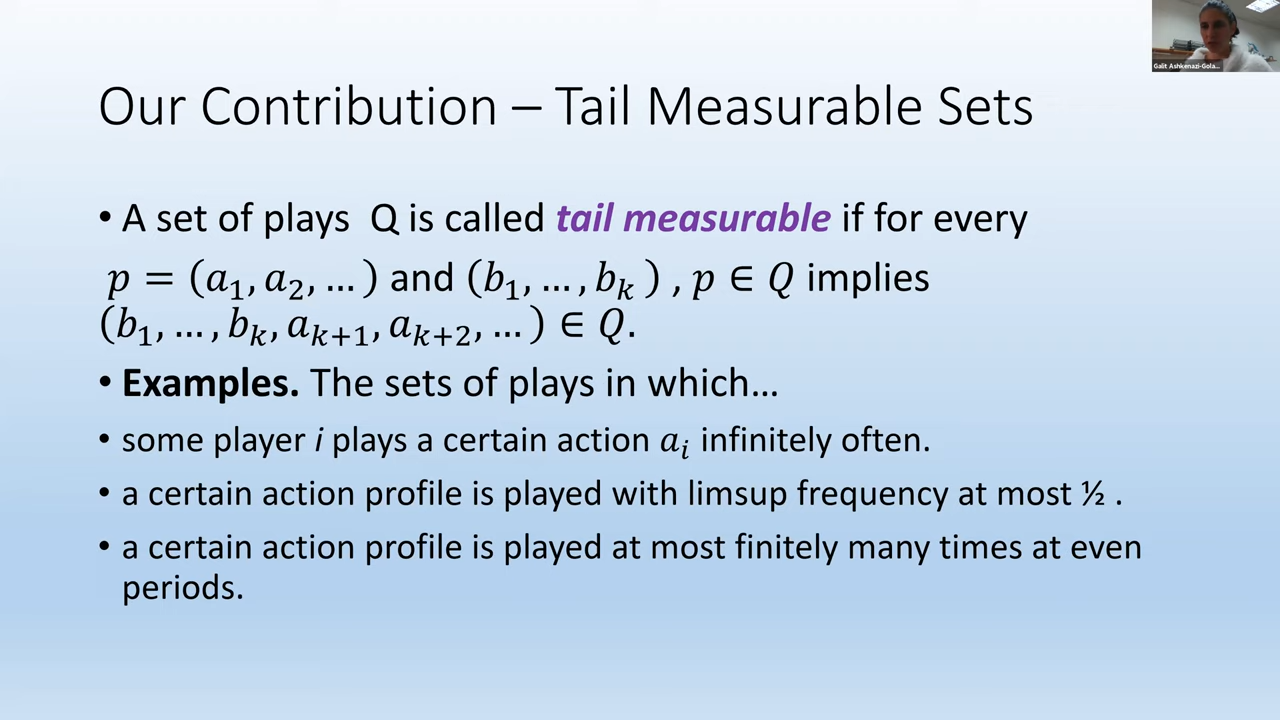 Galit Ashkenazi-Gola...
Our Contribution – Tail Measurable Sets
• A set of plays Q is called tail measurable if for every
p = (a₁, a₂, … ) and (b₁, … , bₖ ) , p ∈ Q implies
(b₁, … , bₖ, aₖ₊₁, aₖ₊₂, … ) ∈ Q.
• Examples. The sets of plays in which…
• some player i plays a certain action aᵢ infinitely often.
• a certain action profile is played with limsup frequency at most ½ .
• a certain action profile is played at most finitely many times at even
periods.